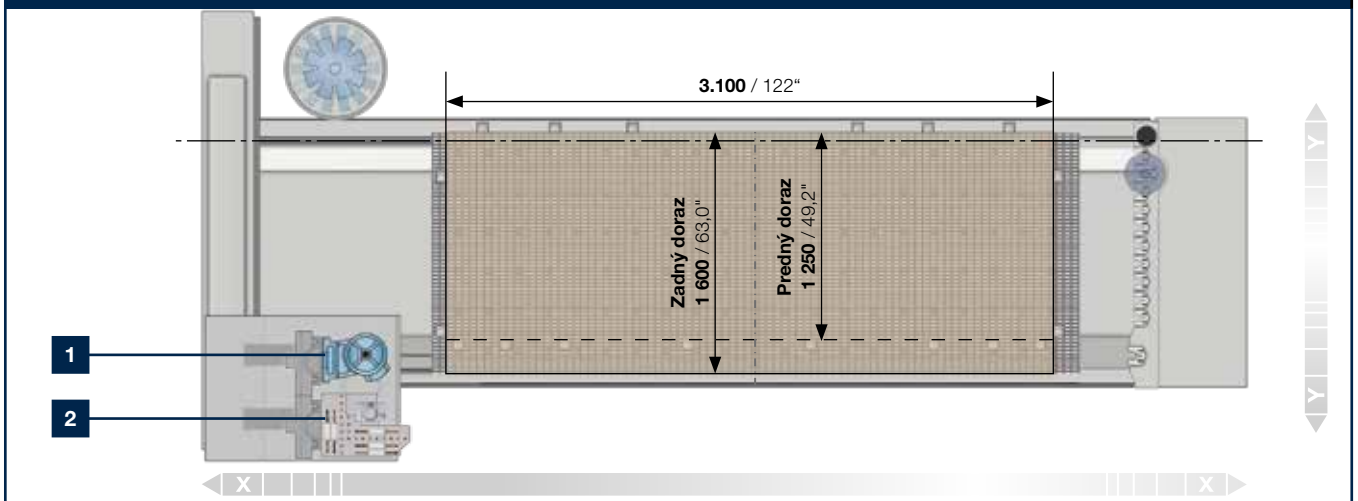 3.100 / 122“
Zadný doraz
1 600 / 63,0"
Predný doraz
1 250 / 49,2"
Y
Y
1
2
X
X